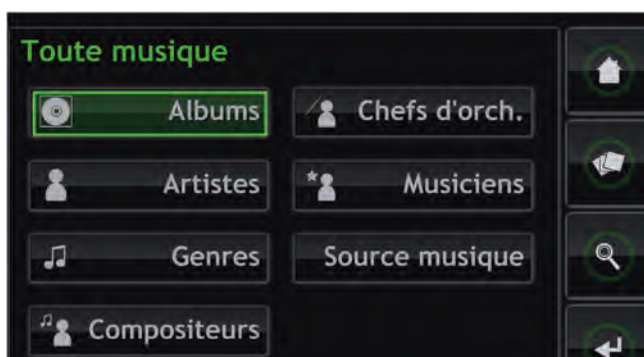 Toute musique
Albums
Chefs d'orch.
Artistes
Musiciens
Genres
Source musique
Compositeurs